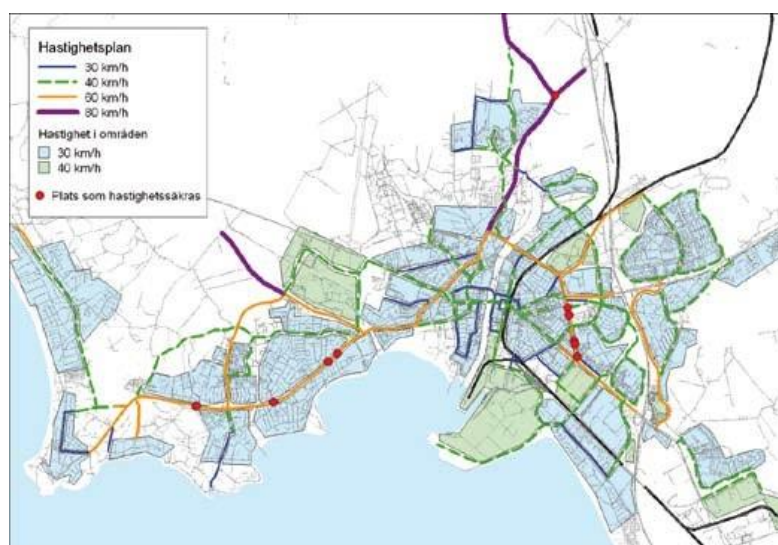 Hastighetsplan
30 km/h
40 km/h
60 km/h
80 km/h
Hastighet i områden
30 km/h
40 km/h
Plats som hastighetssäkras